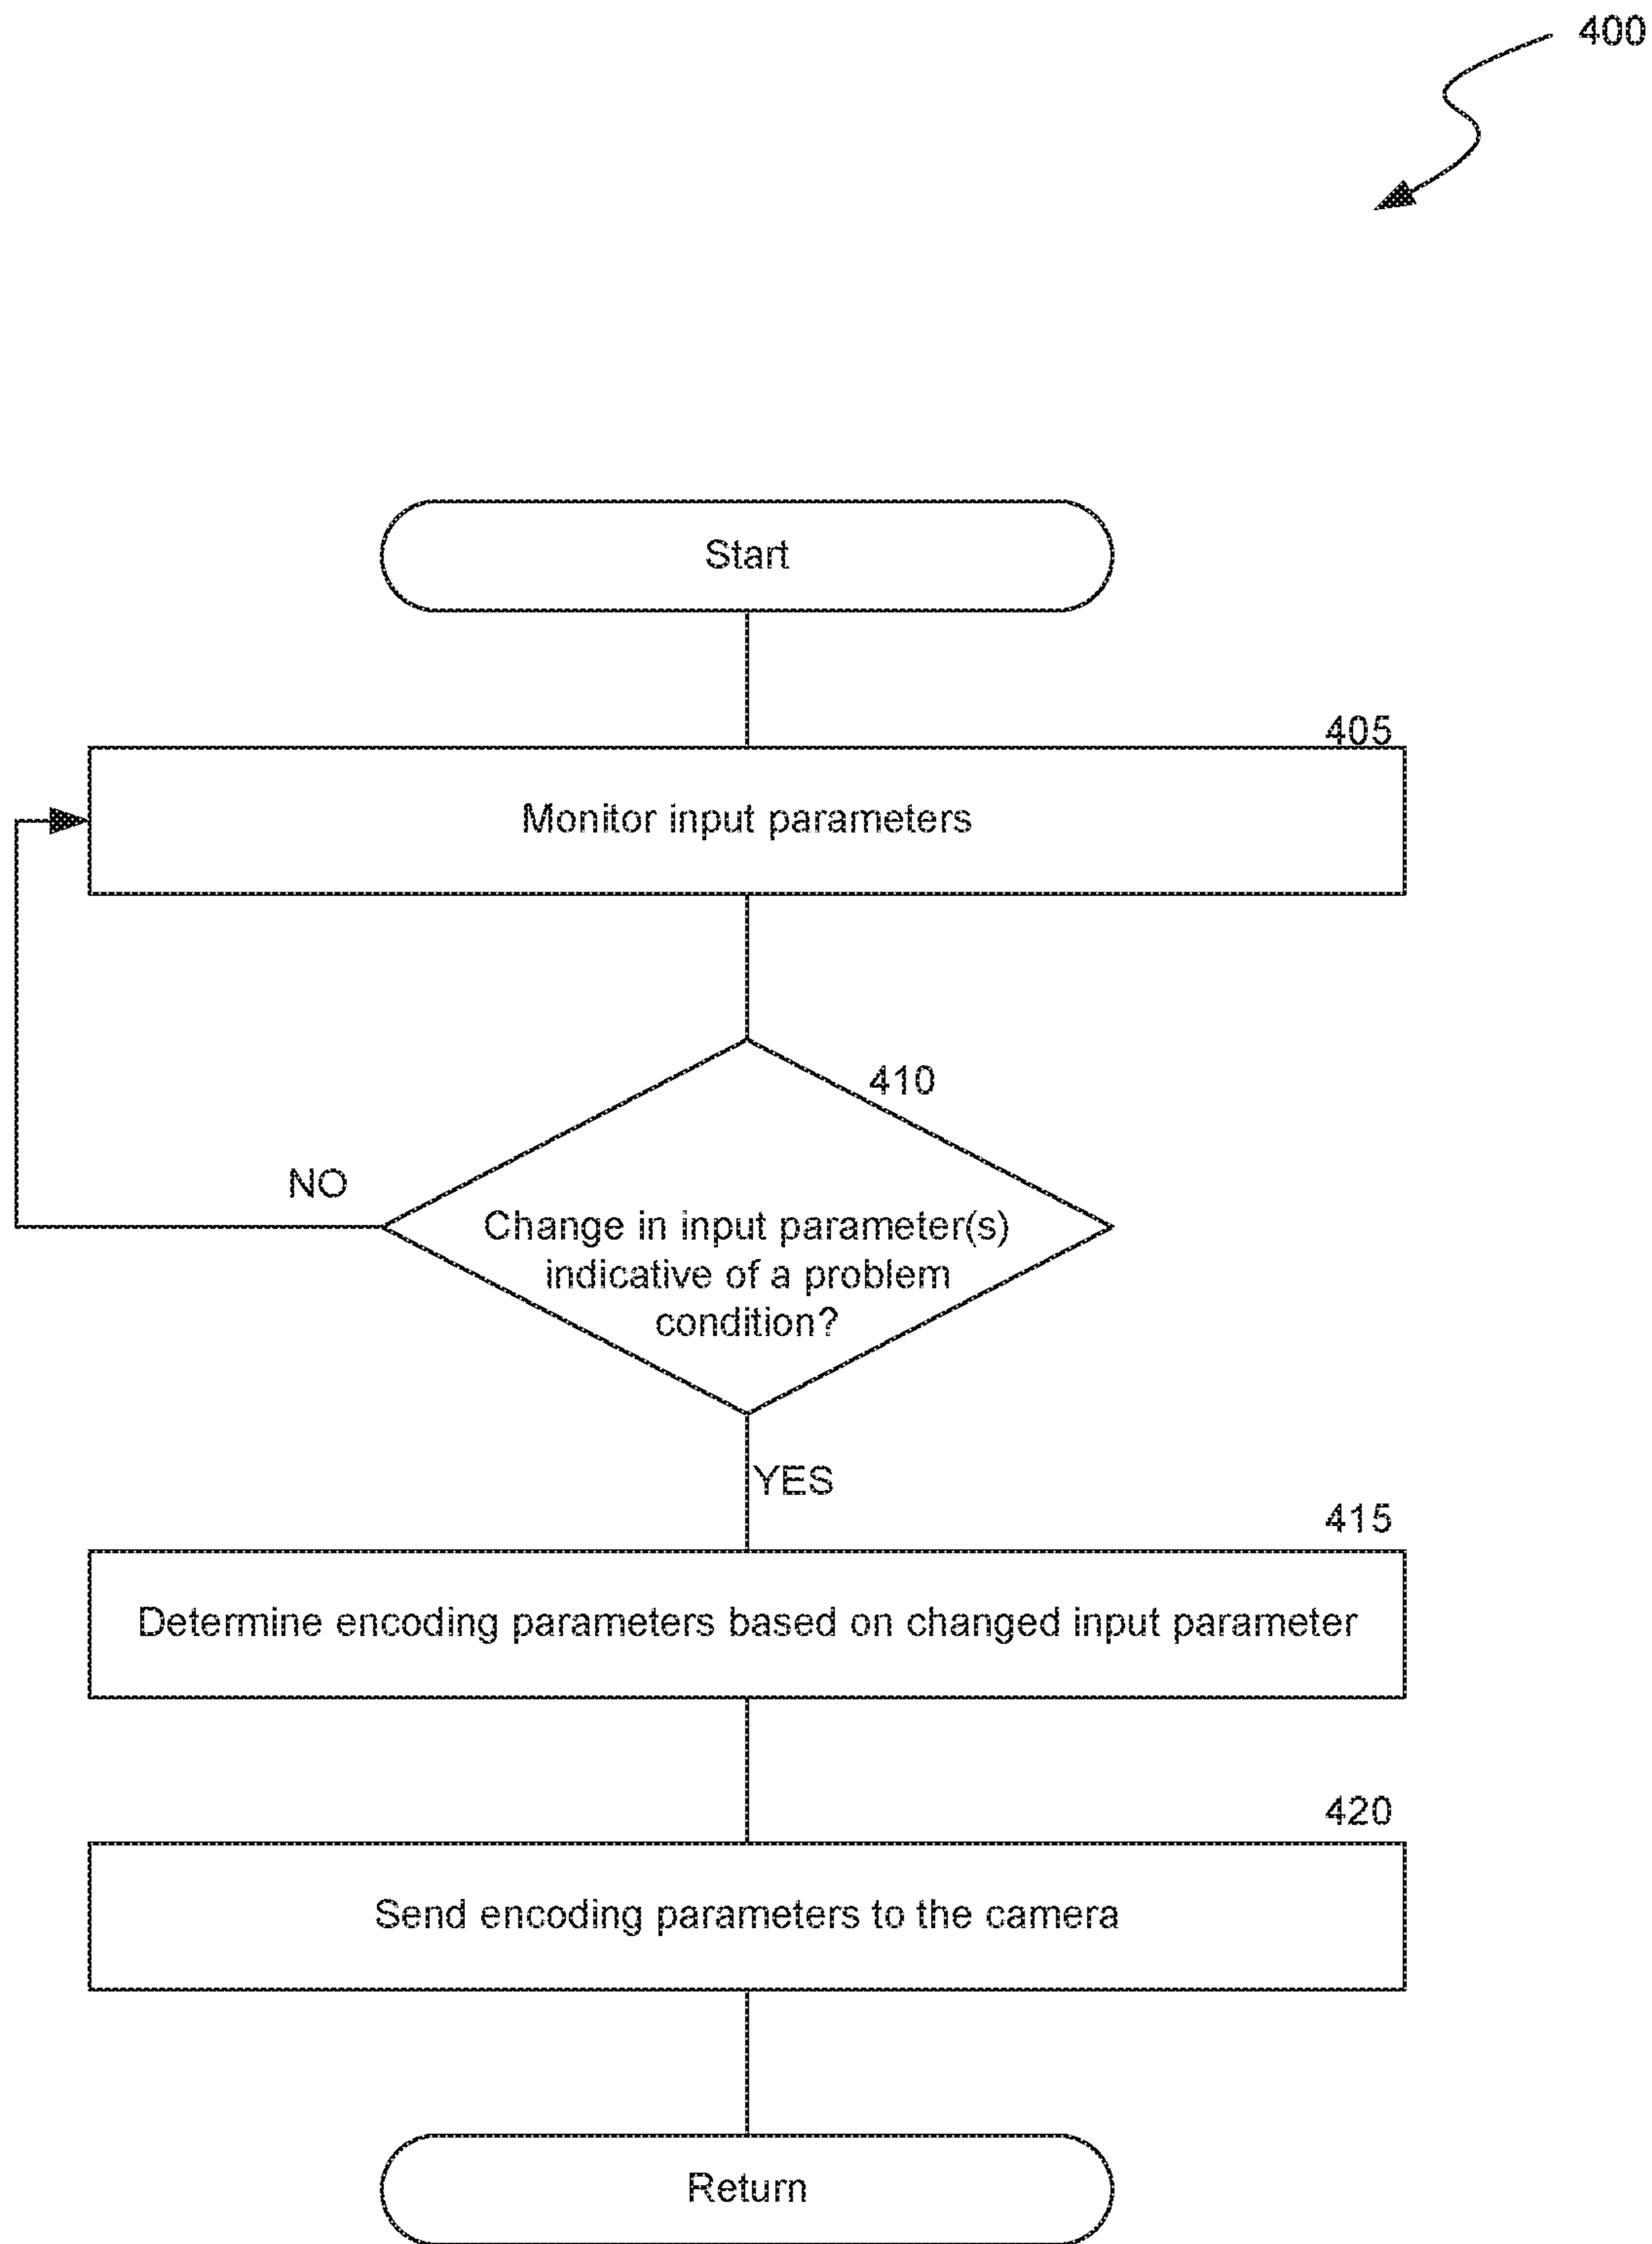 400
Start
405
Monitor input parameters
410
NO
Change in input parameter(s)
indicative of a problem
condition?
YES
415
Determine encoding parameters based on changed input parameter
420
Send encoding parameters to the camera
Return